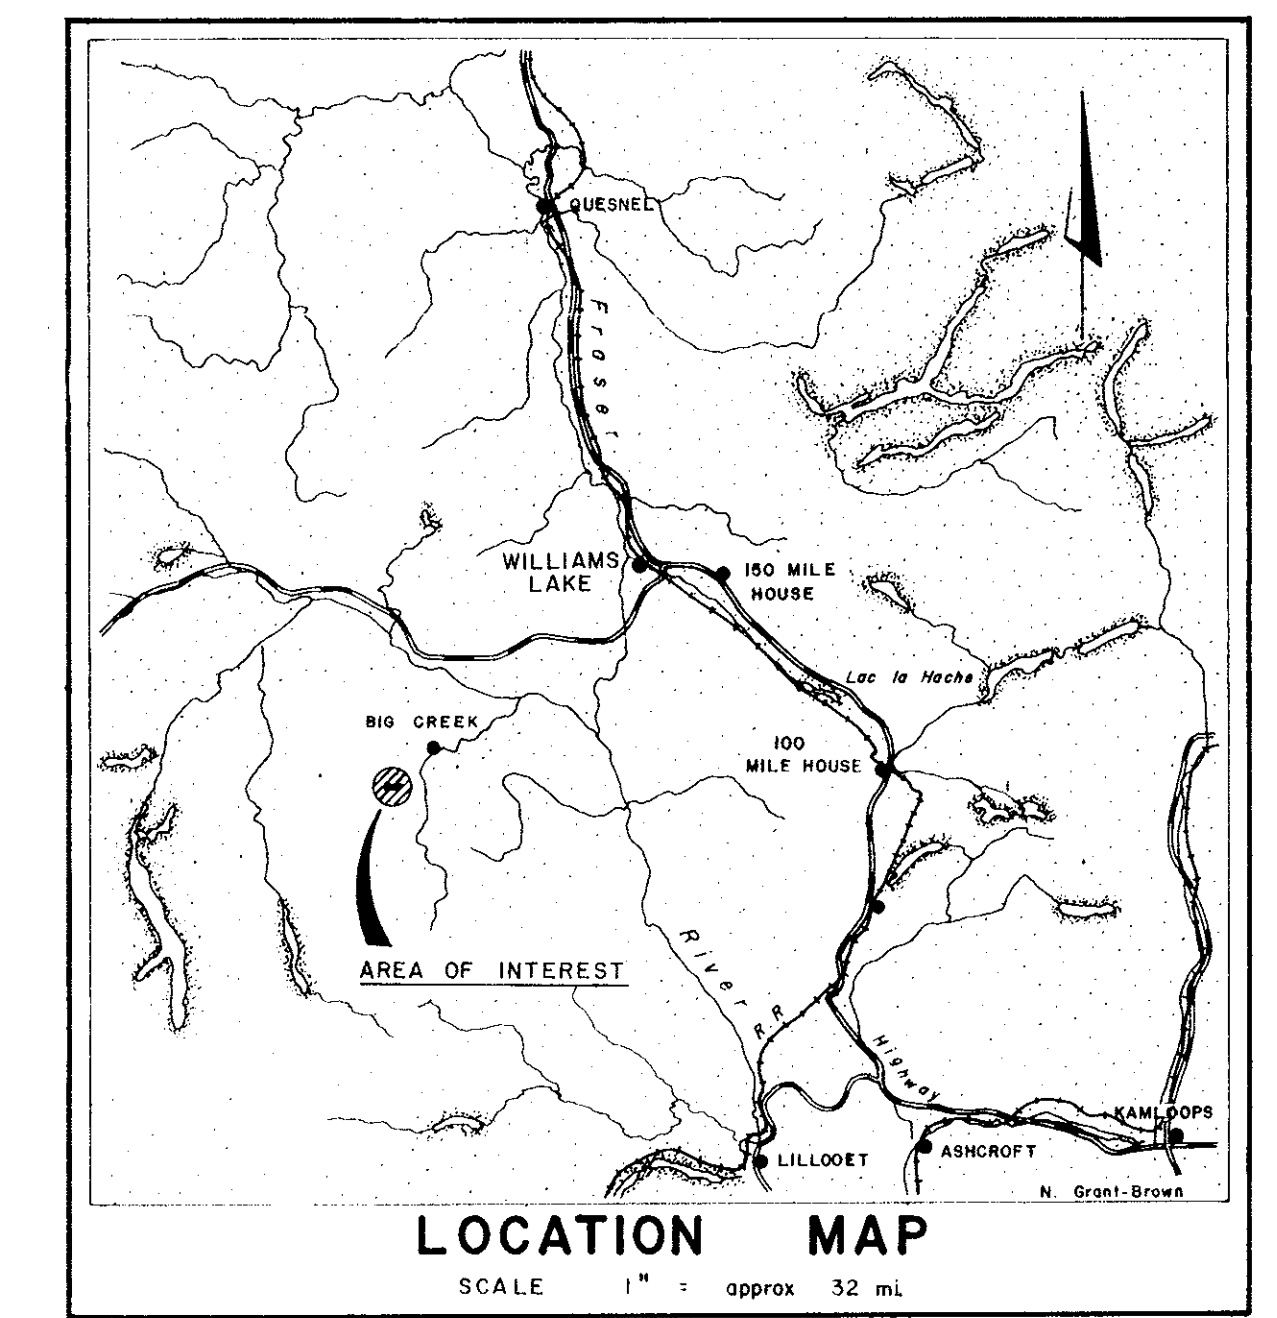 QUESNEL
Fraser
WILLIAMS
LAKE
150 MILE
HOUSE
Lac la Hache
BIG CREEK
100
MILE HOUSE
AREA OF INTEREST
River
RR
Highway
KAMLOOPS
LILLOOET
ASHCROFT
N. Grant-Brown
LOCATION MAP
SCALE 1" = approx 32 mi.